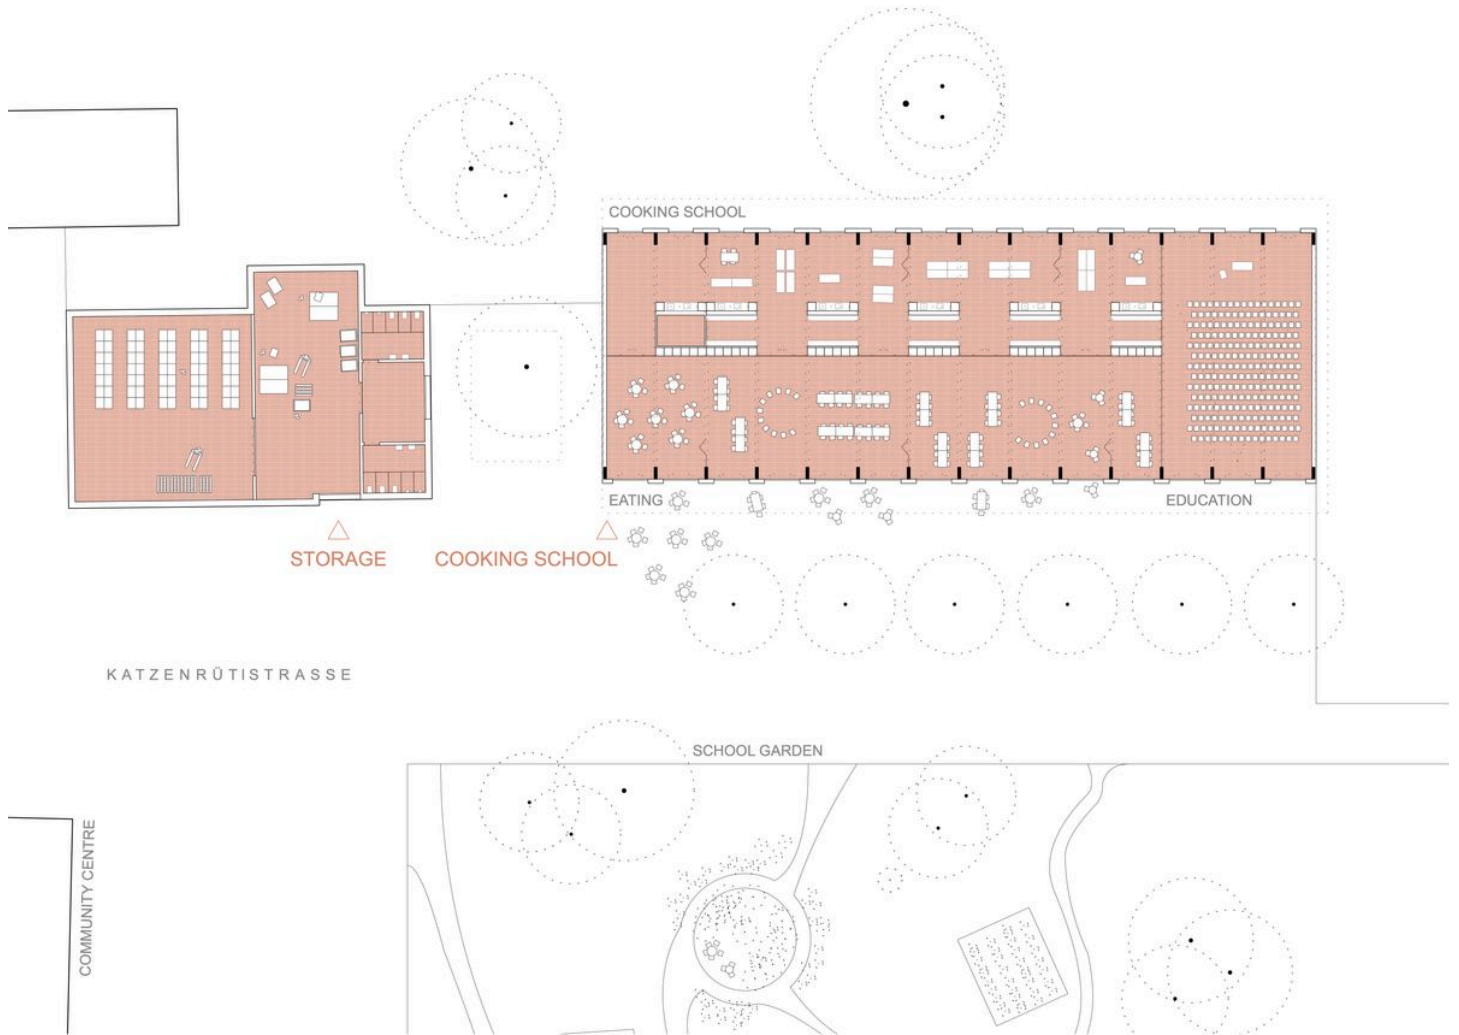 COOKING SCHOOL
EATING
EDUCATION
STORAGE
COOKING SCHOOL
KATZENRÜTISTRASSE
SCHOOL GARDEN
COMMUNITY CENTRE